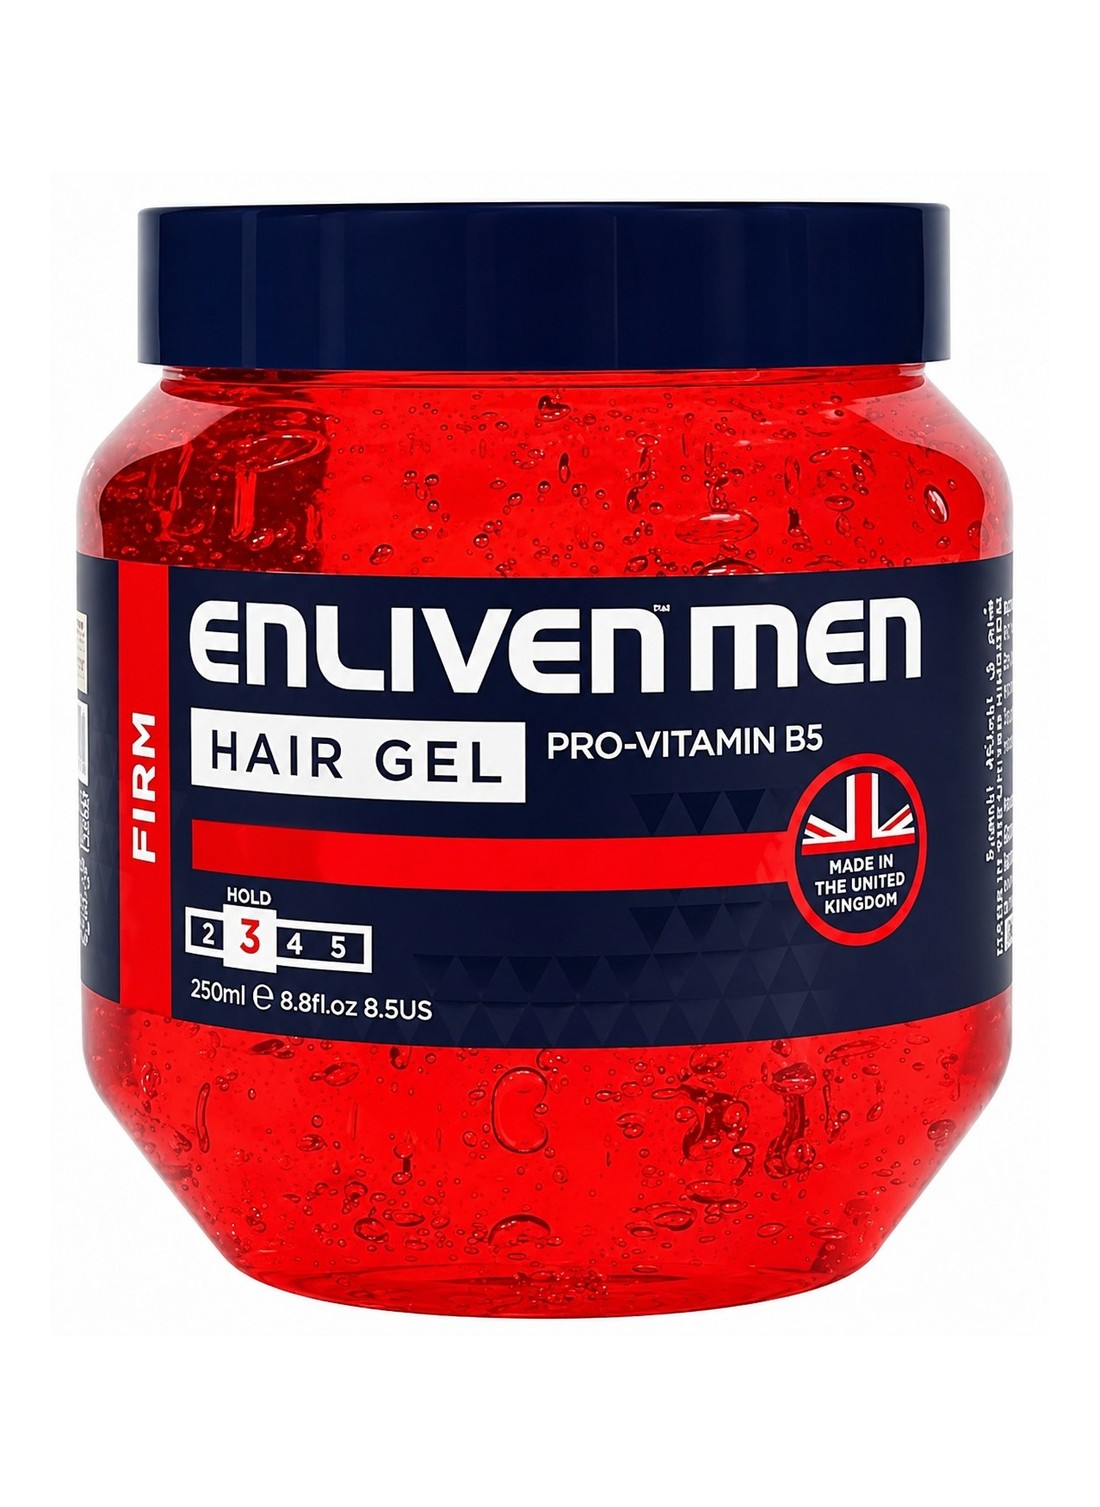 ENLIVEN MEN
HAIR GEL
PRO-VITAMIN B5
FIRM
MADE IN
THE UNITED
KINGDOM
HOLD
2 3 4 5
250ml e 8.8fl.oz 8.5US